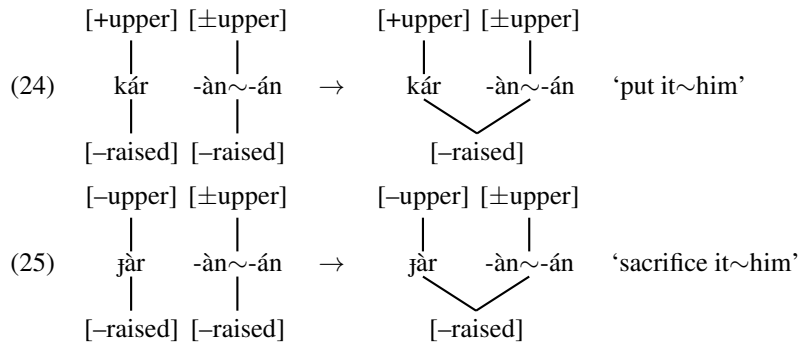 [+upper] [±upper] [+upper] [±upper]
(24) kár -àn∼-án → kár -àn∼-án ‘put it∼him’
[–raised] [–raised] [–raised]
[–upper] [±upper] [–upper] [±upper]
(25) ɟàr -àn∼-án → ɟàr -àn∼-án ‘sacrifice it∼him’
[–raised] [–raised] [–raised]